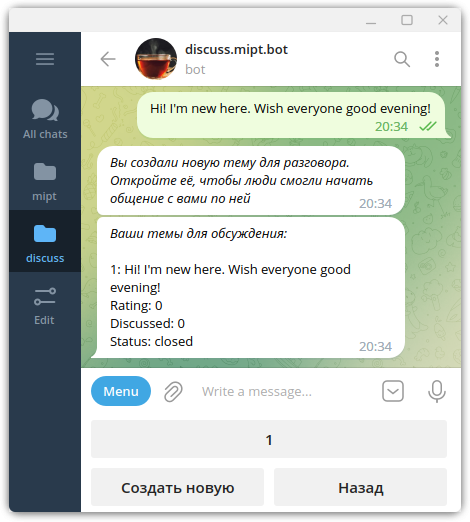 discuss.mipt.bot
bot
All chats
mipt
discuss
Edit
Hi! I'm new here. Wish everyone good evening!
20:34
Вы создали новую тему для разговора.
Откройте её, чтобы люди смогли начать
общение с вами по ней
20:34
Ваши темы для обсуждения:
1: Hi! I'm new here. Wish everyone good
evening!
Rating: 0
Discussed: 0
Status: closed
20:34
Menu
Write a message...
1
Создать новую
Назад